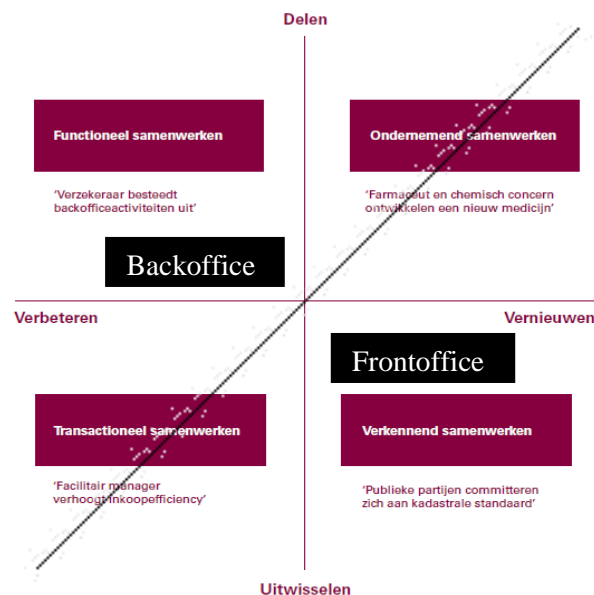 Delen
Functioneel samenwerken
Ondernemend samenwerken
'Verzekeraar besteedt
backofficeactiviteiten uit'
'Farmaceut en chemisch concern
ontwikkelen een nieuw medicijn'
Backoffice
Verbeteren
Vernieuwen
Frontoffice
Transactioneel samenwerken
Verkennend samenwerken
'Facilitair manager
verhoogt inkoopefficiency'
'Publieke partijen committeren
zich aan kadastrale standaard'
Uitwisselen